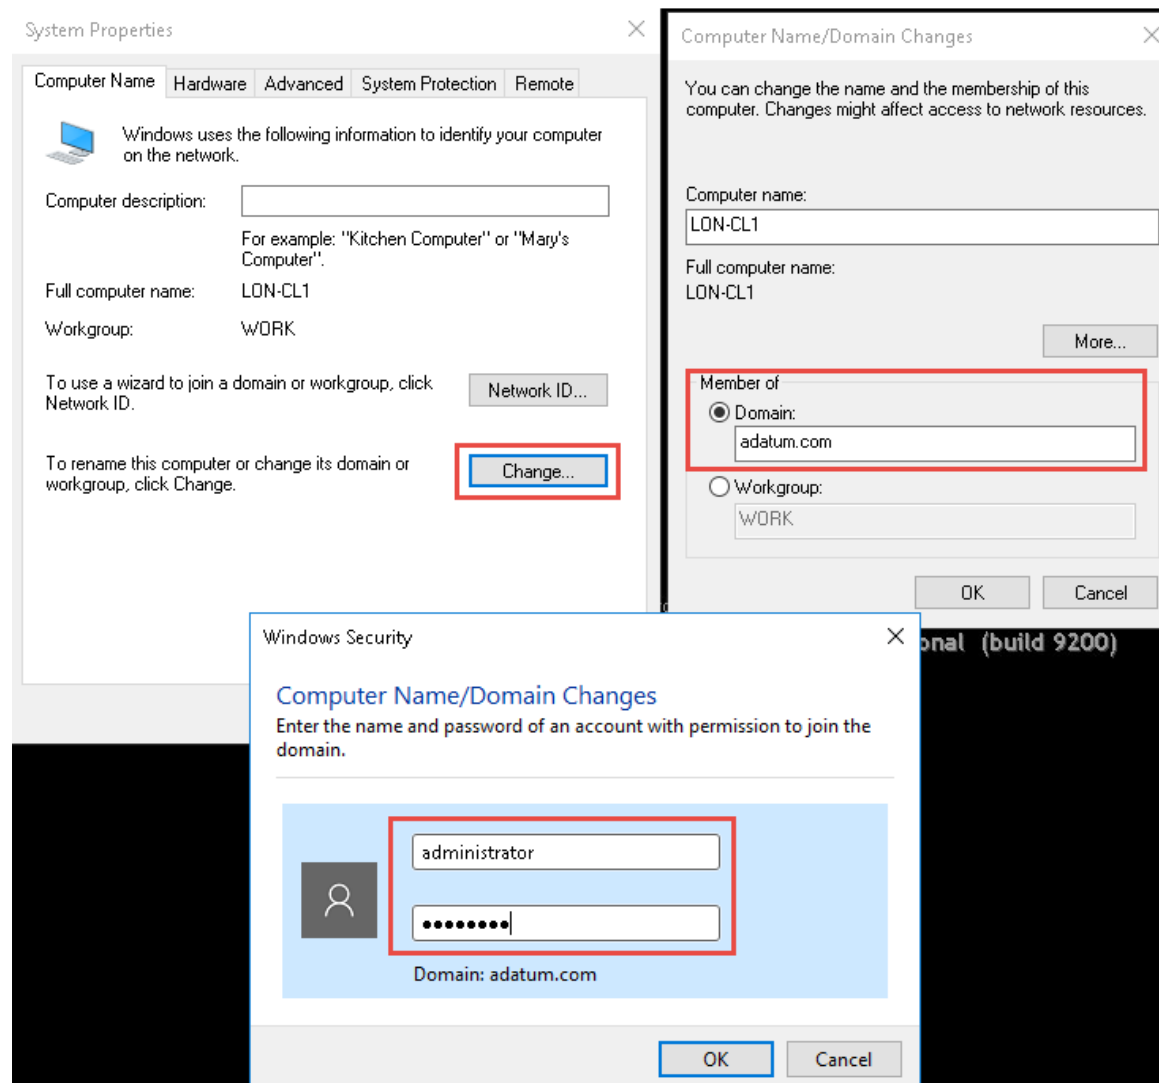 System Properties
Computer Name Hardware Advanced System Protection Remote
Windows uses the following information to identify your computer
on the network.
Computer description:
For example: "Kitchen Computer" or "Mary's
Computer".
Full computer name: LON-CL1
Workgroup: WORK
To use a wizard to join a domain or workgroup, click
Network ID.
Network ID...
To rename this computer or change its domain or
workgroup, click Change.
Change...
Computer Name/Domain Changes
You can change the name and the membership of this
computer. Changes might affect access to network resources.
Computer name:
LON-CL1
Full computer name:
LON-CL1
More...
Member of
Domain:
adatum.com
Workgroup:
WORK
OK Cancel
(build 9200)
Windows Security
Computer Name/Domain Changes
Enter the name and password of an account with permission to join the
domain.
administrator
●●●●●●●●
Domain: adatum.com
OK Cancel